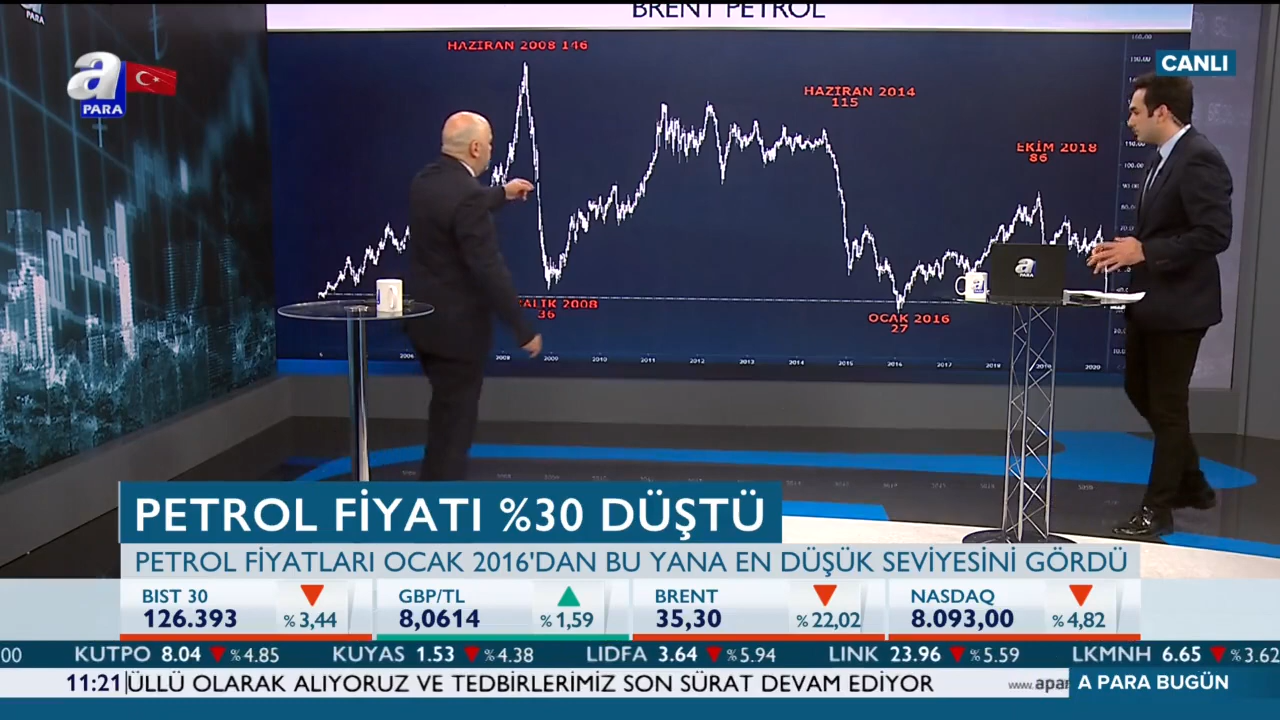 PARA
BRENT PETROL
HAZİRAN 2008 146
CANLI
a
PARA
HAZİRAN 2014
115
EKİM 2018
86
a
PARA
ALIK 2008
36
OCAK 2016
27
2006 2008 2009 2010 2011 2012 2013 2014 2015 2016 2017 2018 2019 2020
PETROL FİYATI %30 DÜŞTÜ
PETROL FİYATLARI OCAK 2016'DAN BU YANA EN DÜŞÜK SEVİYESİNİ GÖRDÜ
BIST 30 GBP/TL BRENT NASDAQ
126.393 %3,44 8,0614 %1,59 35,30 %22,02 8.093,00 %4,82
00 KUTPO 8.04 %4.85 KUYAS 1.53 %4.38 LIDFA 3.64 %5.94 LINK 23.96 %5.59 LKMNH 6.65 %3.62
11:21 ÜLLÜ OLARAK ALIYORUZ VE TEDBİRLERİMİZ SON SÜRAT DEVAM EDİYOR www.apar A PARA BUGÜN